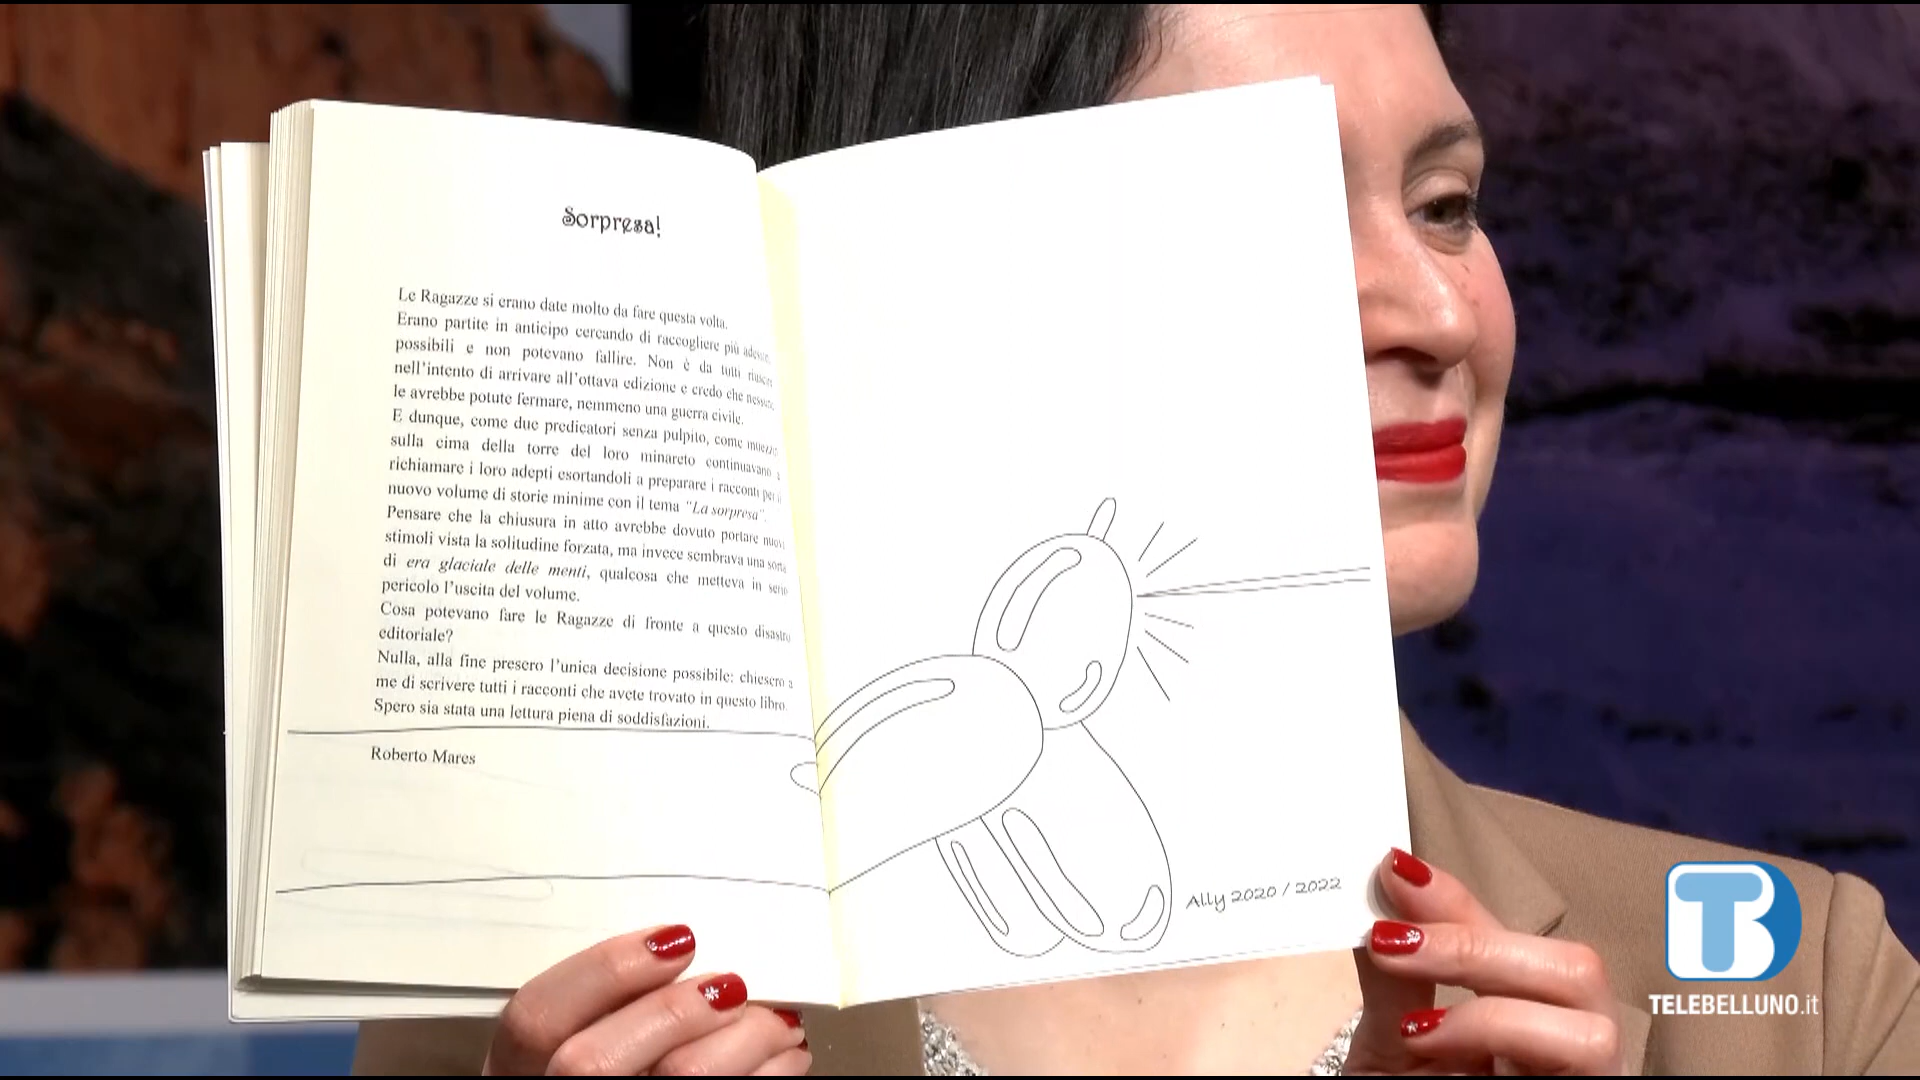 Sorpresa!
Le Ragazze si erano date molto da fare questa volta.
Erano partite in anticipo cercando di raccogliere più
possibili e non potevano fallire. Non è da tutti
nell'intento di arrivare all'ottava edizione e credo che
le avrebbe potute fermare, nemmeno una guerra civile.
E dunque, come due predicatori senza pulpito, come
sulla cima della torre del loro minareto continuavano a
richiamare i loro adepti esortandoli a preparare i racconti per il
nuovo volume di storie minime con il tema "La sorpresa".
Pensare che la chiusura in atto avrebbe dovuto portare nuovi
stimoli vista la solitudine forzata, ma invece sembrava una sorta
di era glaciale delle menti, qualcosa che metteva in serio
pericolo l'uscita del volume.
Cosa potevano fare le Ragazze di fronte a questo disastro
editoriale?
Nulla, alla fine presero l'unica decisione possibile: chiesero a
me di scrivere tutti i racconti che avete trovato in questo libro.
Spero sia stata una lettura piena di soddisfazioni.
Roberto Mares
Ally 2020 / 2022
TB
TELEBELLUNO.it